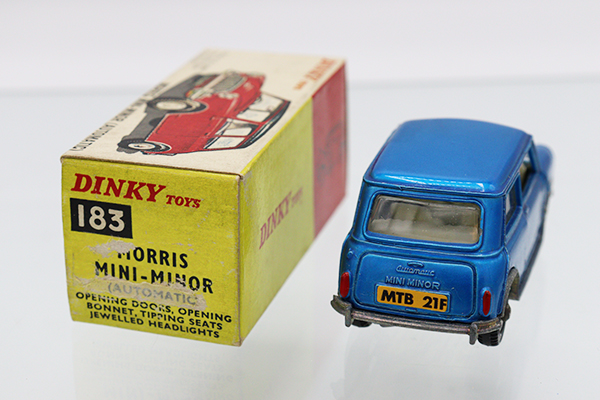 DINKY TOYS
183
MORRIS
MINI-MINOR
(AUTOMATIC)
OPENING DOORS, OPENING
BONNET, TIPPING SEATS
JEWELLED HEADLIGHTS
DINKY TOYS
Automatic
MINI MINOR
MTB 21F